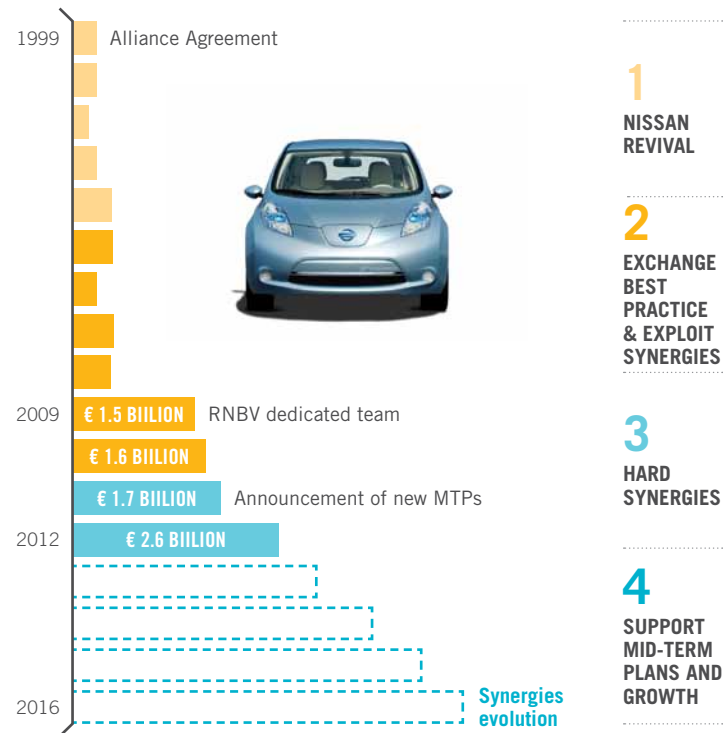 1999 Alliance Agreement
2009 € 1.5 BIILION RNBV dedicated team
€ 1.6 BIILION
€ 1.7 BIILION Announcement of new MTPs
2012 € 2.6 BIILION
2016
Synergies
evolution
1
NISSAN
REVIVAL
2
EXCHANGE
BEST
PRACTICE
& EXPLOIT
SYNERGIES
3
HARD
SYNERGIES
4
SUPPORT
MID-TERM
PLANS AND
GROWTH